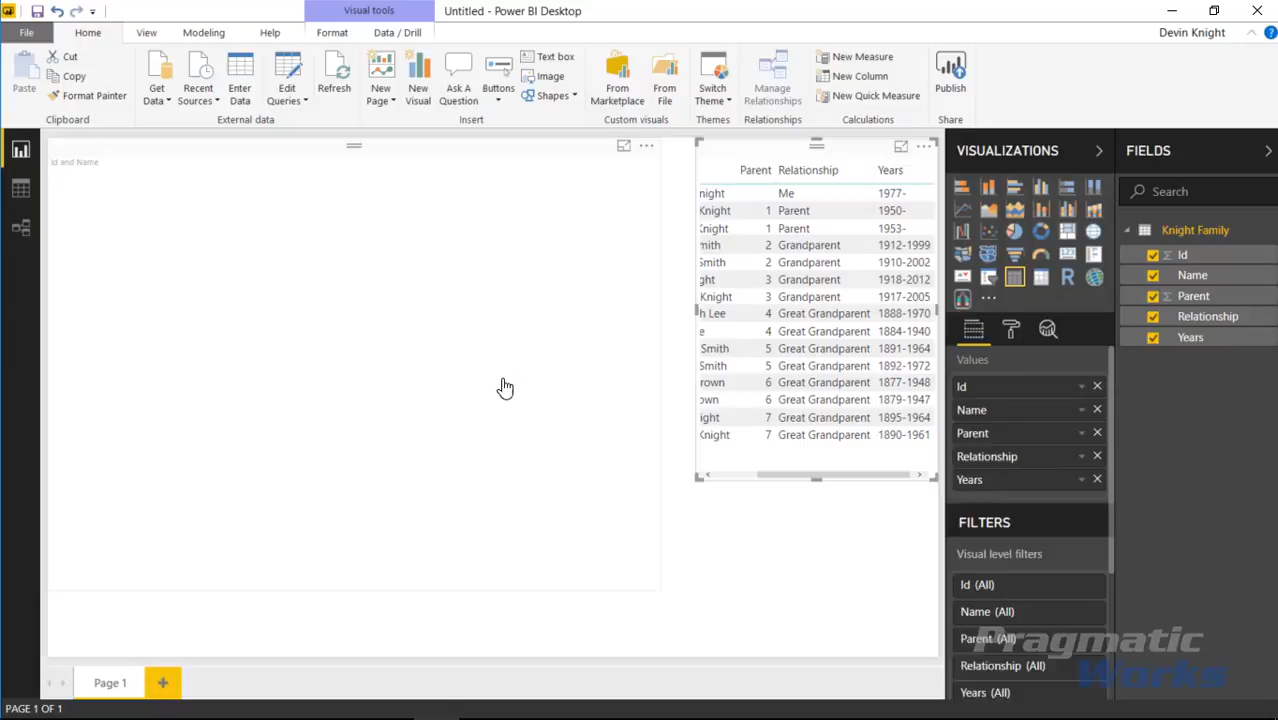 Visual tools
Untitled - Power BI Desktop
File
Home
View
Modeling
Help
Format
Data / Drill
Devin Knight
Paste
Cut
Copy
Format Painter
Get Data
Recent Sources
Enter Data
Edit Queries
Refresh
New Page
New Visual
Ask A Question
Buttons
Text box
Image
Shapes
From Marketplace
From File
Switch Theme
Manage Relationships
New Measure
New Column
New Quick Measure
Publish
Clipboard
External data
Insert
Custom visuals
Themes
Relationships
Calculations
Share
Id and Name
Parent Relationship Years
night Me 1977-
Knight 1 Parent 1950-
Knight 1 Parent 1953-
mith 2 Grandparent 1912-1999
Smith 2 Grandparent 1910-2002
ght 3 Grandparent 1918-2012
Knight 3 Grandparent 1917-2005
h Lee 4 Great Grandparent 1888-1970
e 4 Great Grandparent 1884-1940
Smith 5 Great Grandparent 1891-1964
Smith 5 Great Grandparent 1892-1972
rown 6 Great Grandparent 1877-1948
own 6 Great Grandparent 1879-1947
ight 7 Great Grandparent 1895-1964
Knight 7 Great Grandparent 1890-1961
VISUALIZATIONS
R
Values
Id
Name
Parent
Relationship
Years
FILTERS
Visual level filters
Id (All)
Name (All)
Parent (All)
Relationship (All)
Years (All)
FIELDS
Search
Knight Family
Σ Id
Name
Σ Parent
Relationship
Years
Pragmatic
Works
Page 1
PAGE 1 OF 1